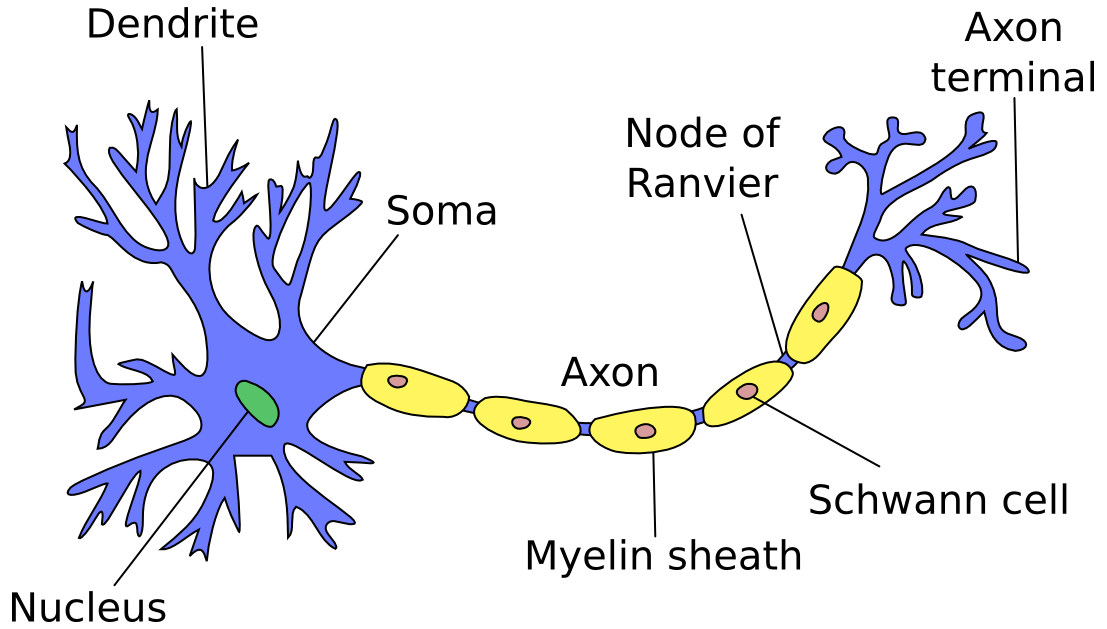 Dendrite
Axon
terminal
Node of
Ranvier
Soma
Axon
Schwann cell
Myelin sheath
Nucleus